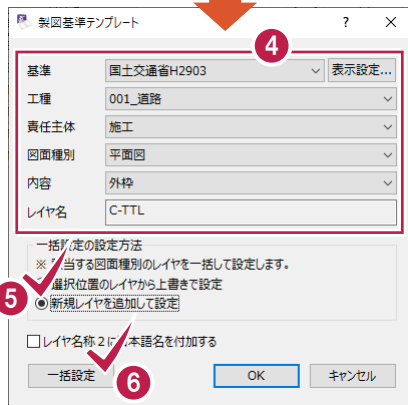 製図基準テンプレート ? ×
4
基準 国土交通省H2903 表示設定...
工種 001_道路
責任主体 施工
図面種別 平面図
内容 外枠
レイヤ名 C-TTL
一括設定の設定方法
※ 当する図面種別のレイヤを一括して設定します。
選択位置のレイヤから上書きで設定
5 新規レイヤを追加して設定
レイヤ名称2に 本語名を付加する
一括設定 6 OK キャンセル